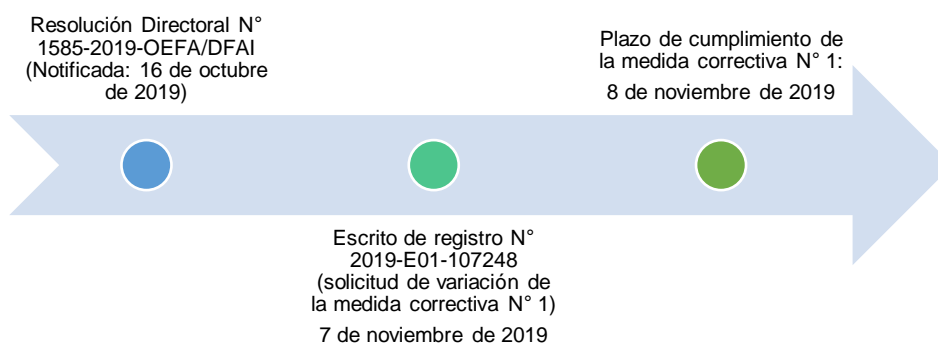 Resolución Directoral N°
1585-2019-OEFA/DFAI
(Notificada: 16 de octubre
de 2019)
Escrito de registro N°
2019-E01-107248
(solicitud de variación de
la medida correctiva N° 1)
7 de noviembre de 2019
Plazo de cumplimiento de
la medida correctiva N° 1:
8 de noviembre de 2019